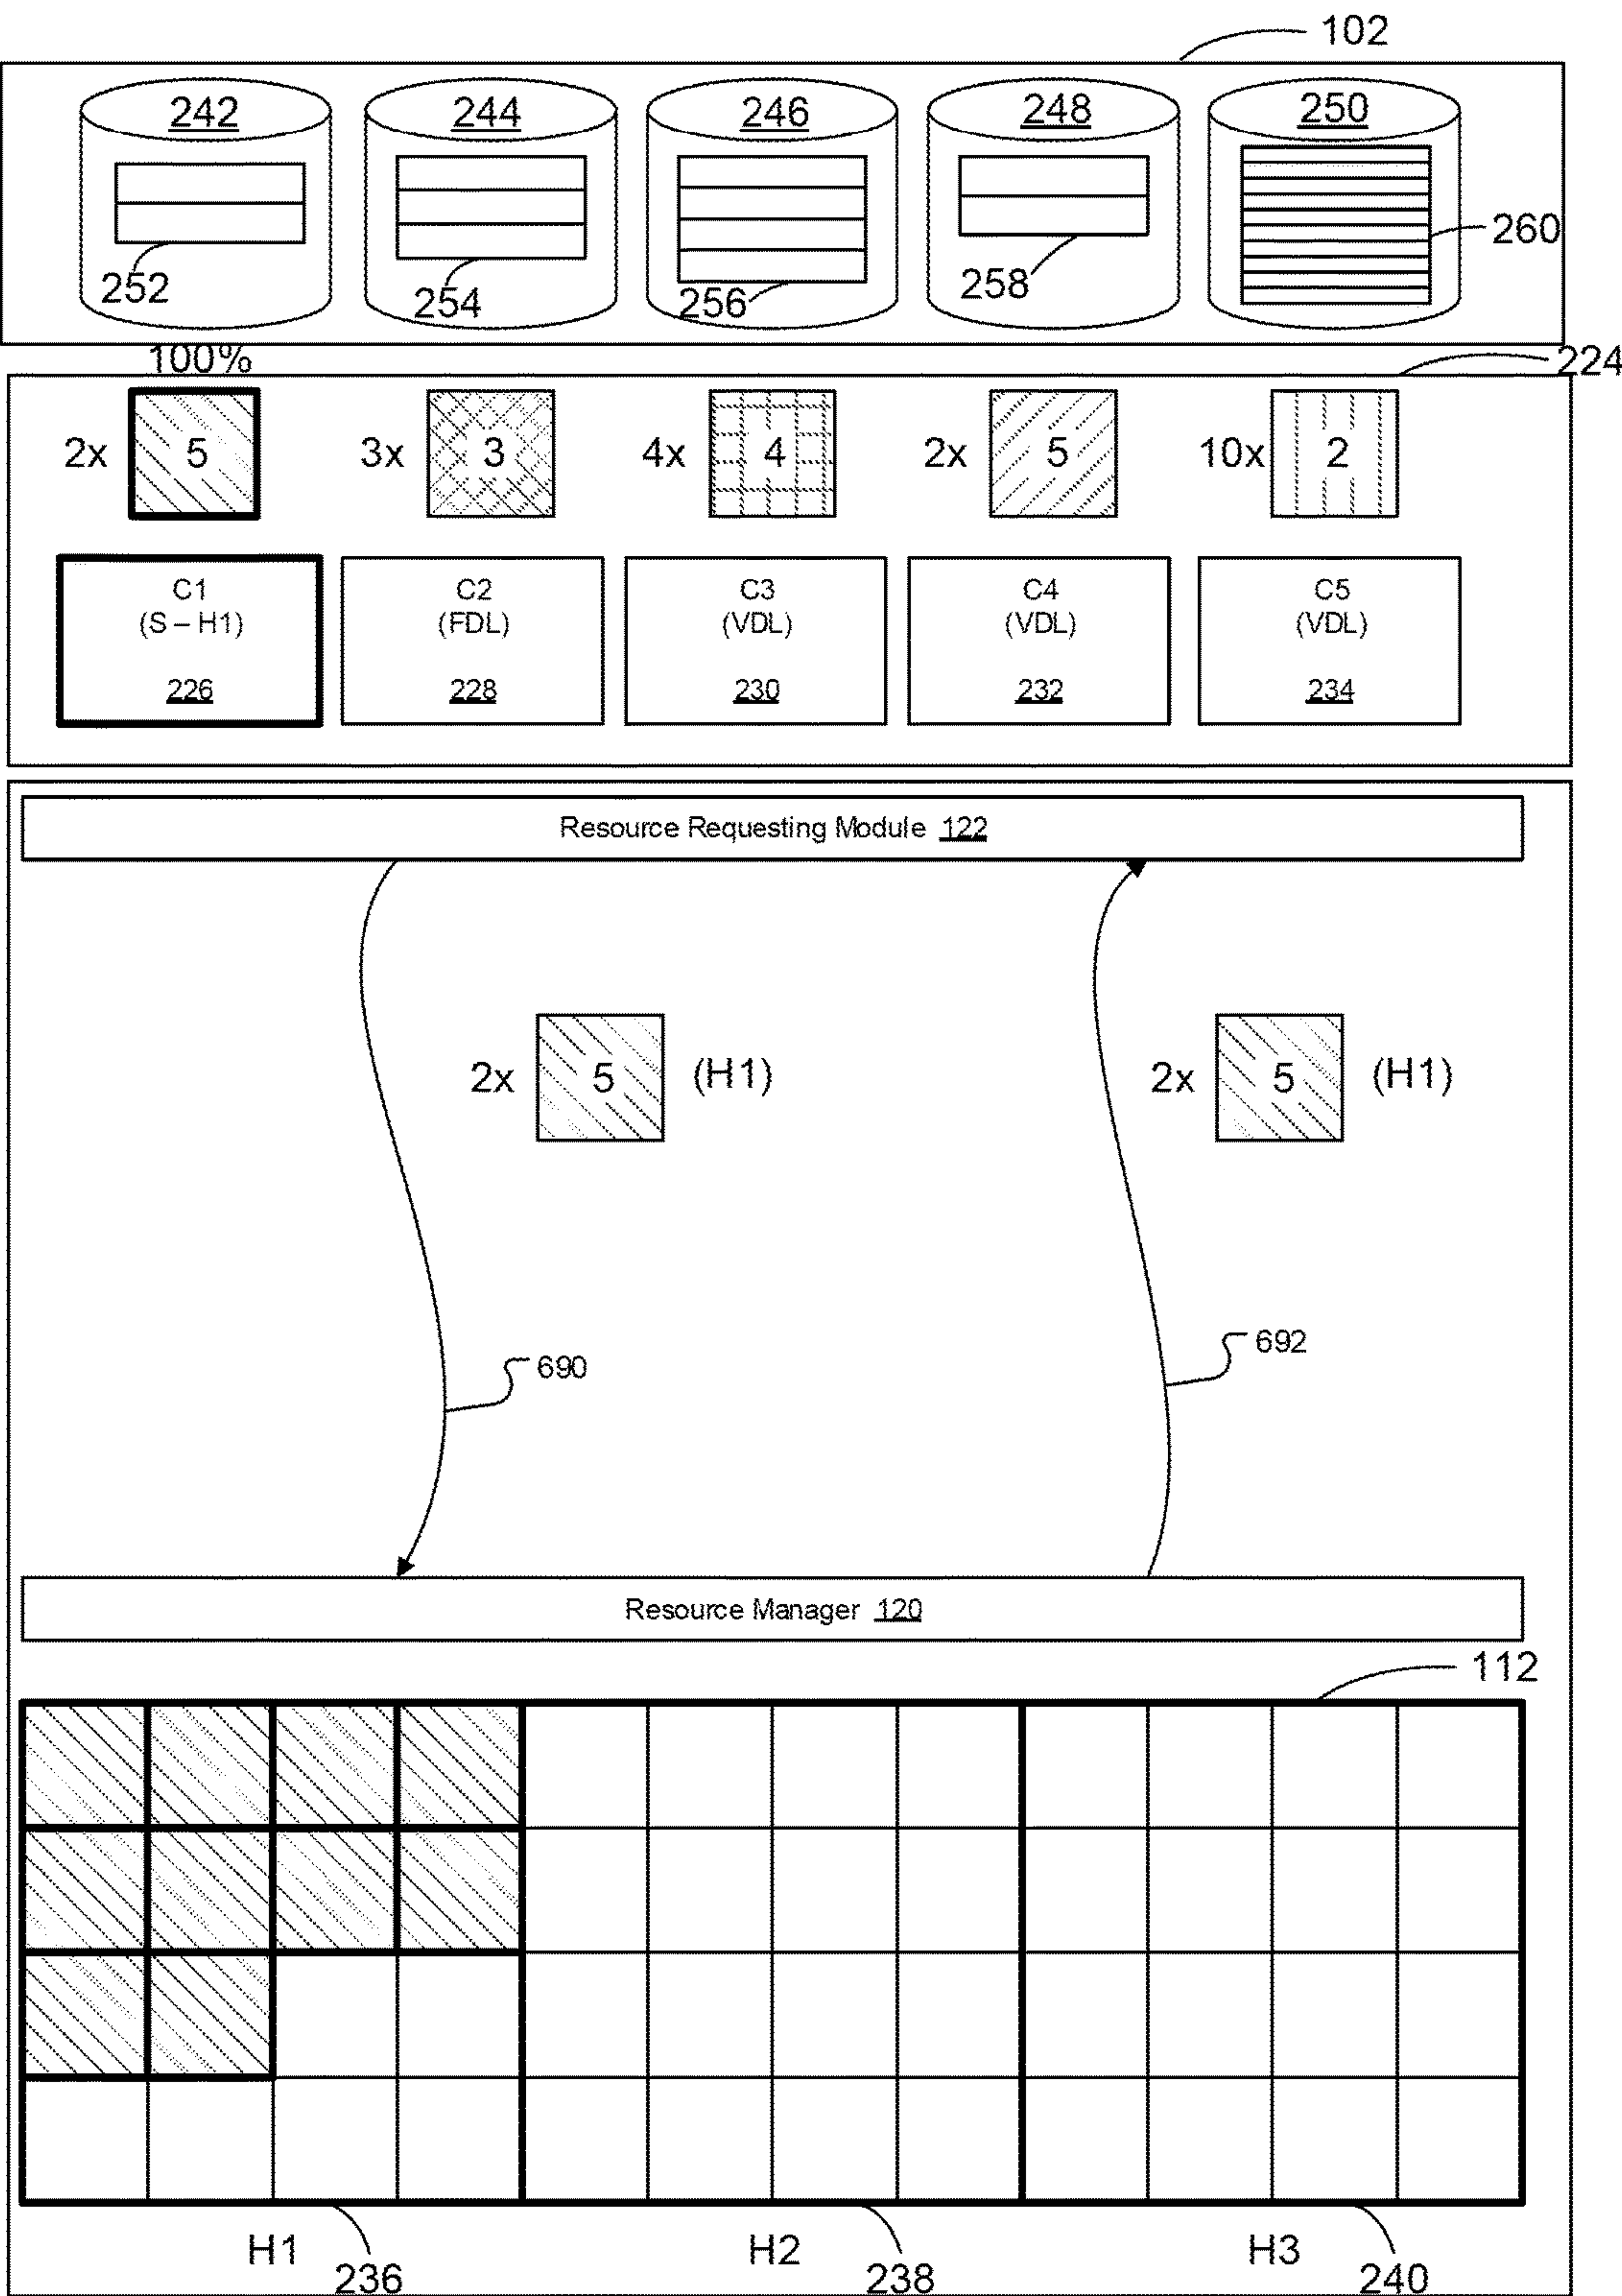 102
242 244 246 248 250
260
252 254 256 258
100%
224
2x 5 3x 3 4x 4 2x 5 10x 2
C1 C2 C3 C4 C5
(S – H1) (FDL) (VDL) (VDL) (VDL)
226 228 230 232 234
Resource Requesting Module 122
2x 5 (H1) 2x 5 (H1)
692
690
Resource Manager 120
112
H1 H2 H3
236 238 240